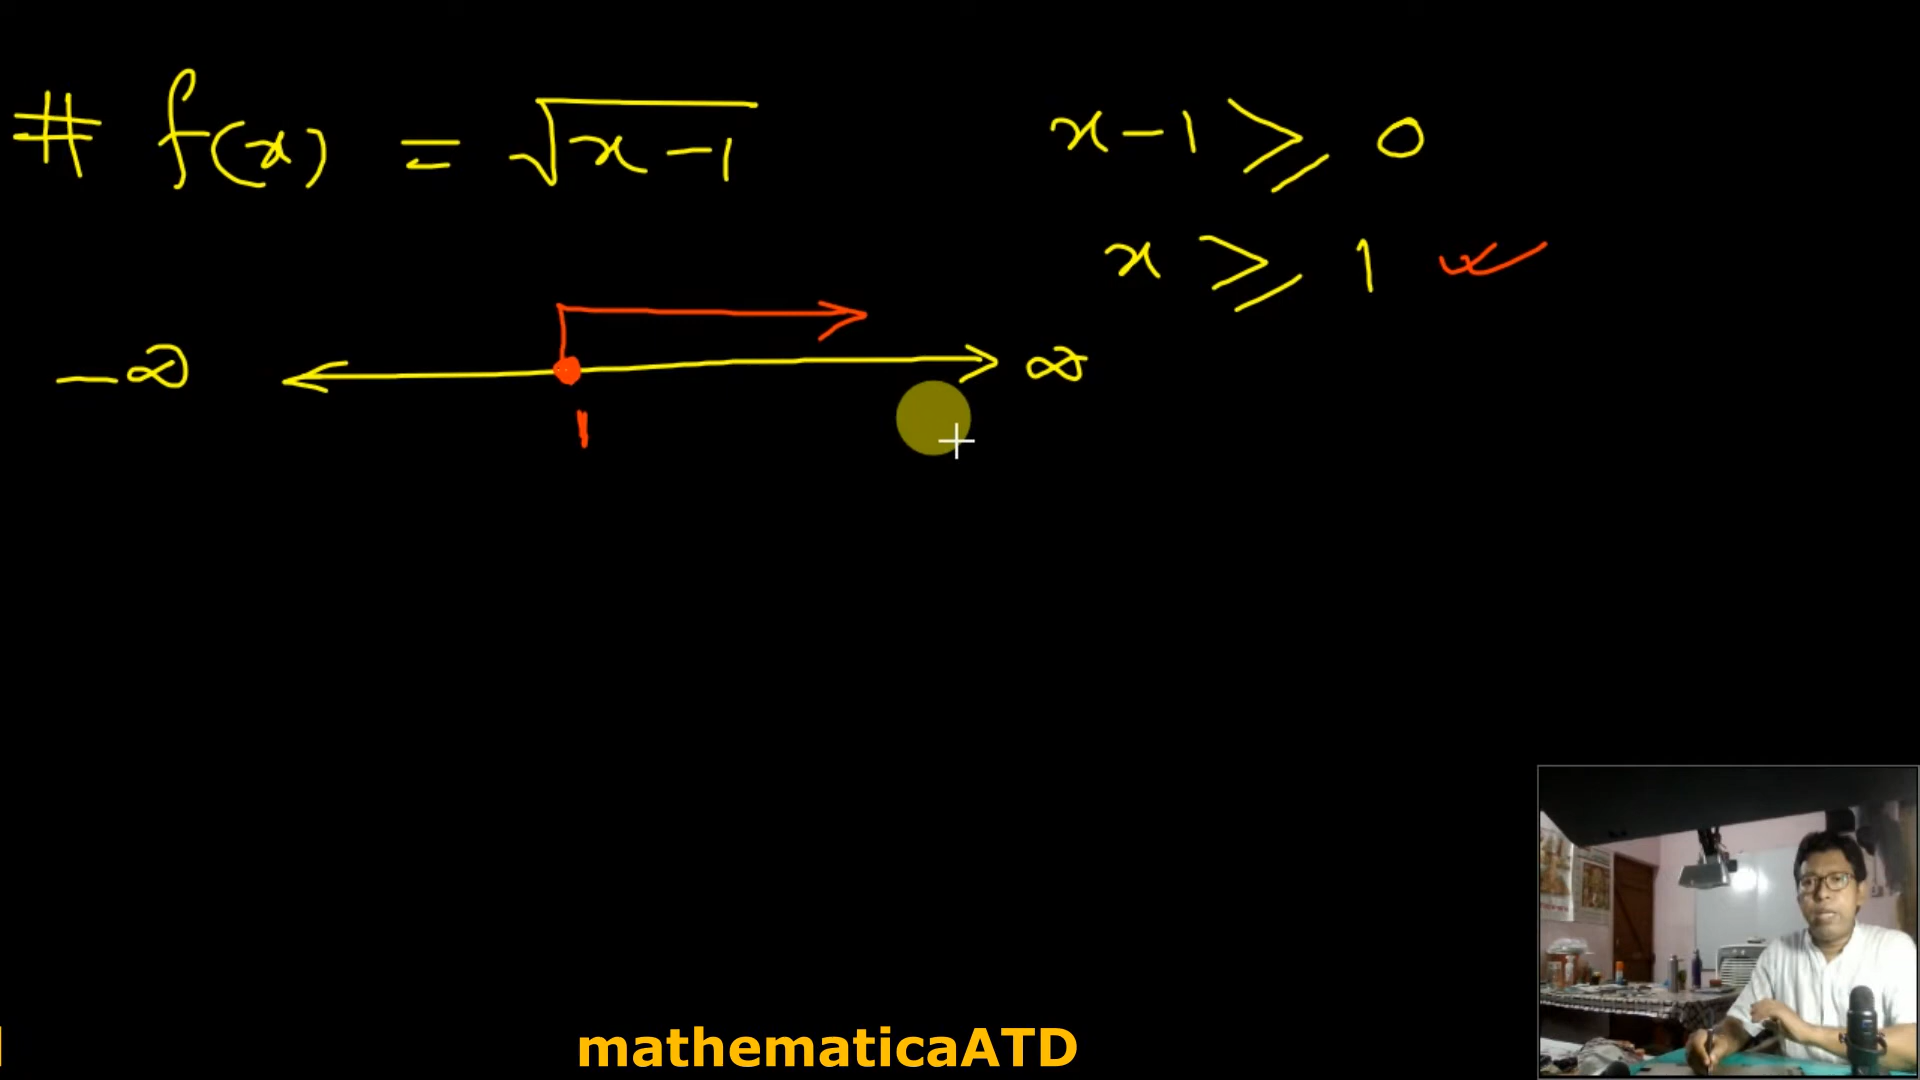 # f(x) = √(x-1)
x-1 ≥ 0
x ≥ 1 ✓
-∞ ∞
1
mathematicaATD